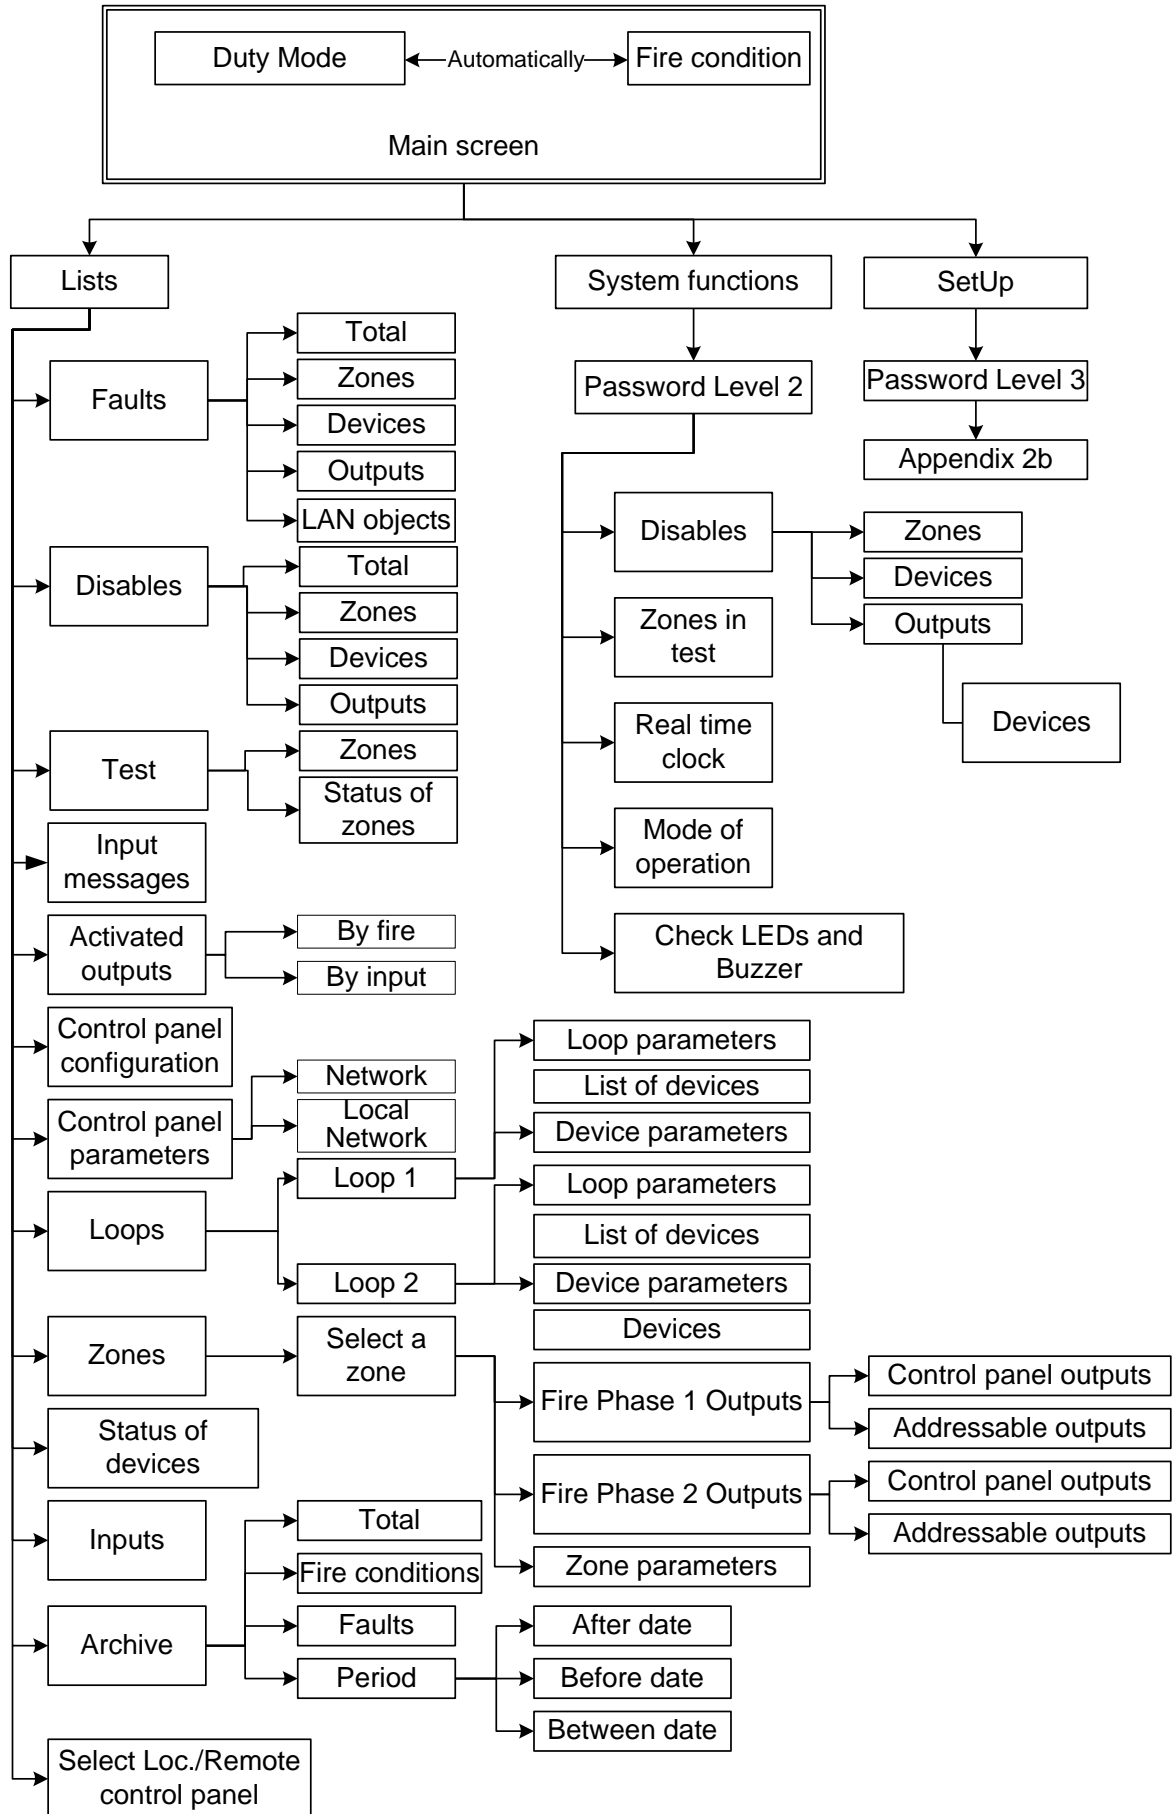 Duty Mode
Automatically
Fire condition
Main screen
Lists
System functions
SetUp
Password Level 2
Password Level 3
Appendix 2b
Faults
Total
Zones
Devices
Outputs
LAN objects
Disables
Total
Zones
Devices
Outputs
Test
Zones
Status of
zones
Input
messages
Activated
outputs
By fire
By input
Control panel
configuration
Control panel
parameters
Network
Local
Network
Loops
Loop 1
Loop parameters
List of devices
Device parameters
Loop 2
Loop parameters
List of devices
Device parameters
Zones
Select a
zone
Devices
Fire Phase 1 Outputs
Control panel outputs
Addressable outputs
Fire Phase 2 Outputs
Control panel outputs
Addressable outputs
Zone parameters
Status of
devices
Inputs
Archive
Total
Fire conditions
Faults
Period
After date
Before date
Between date
Select Loc./Remote
control panel
Disables
Zones
Devices
Outputs
Devices
Zones in
test
Real time
clock
Mode of
operation
Check LEDs and
Buzzer